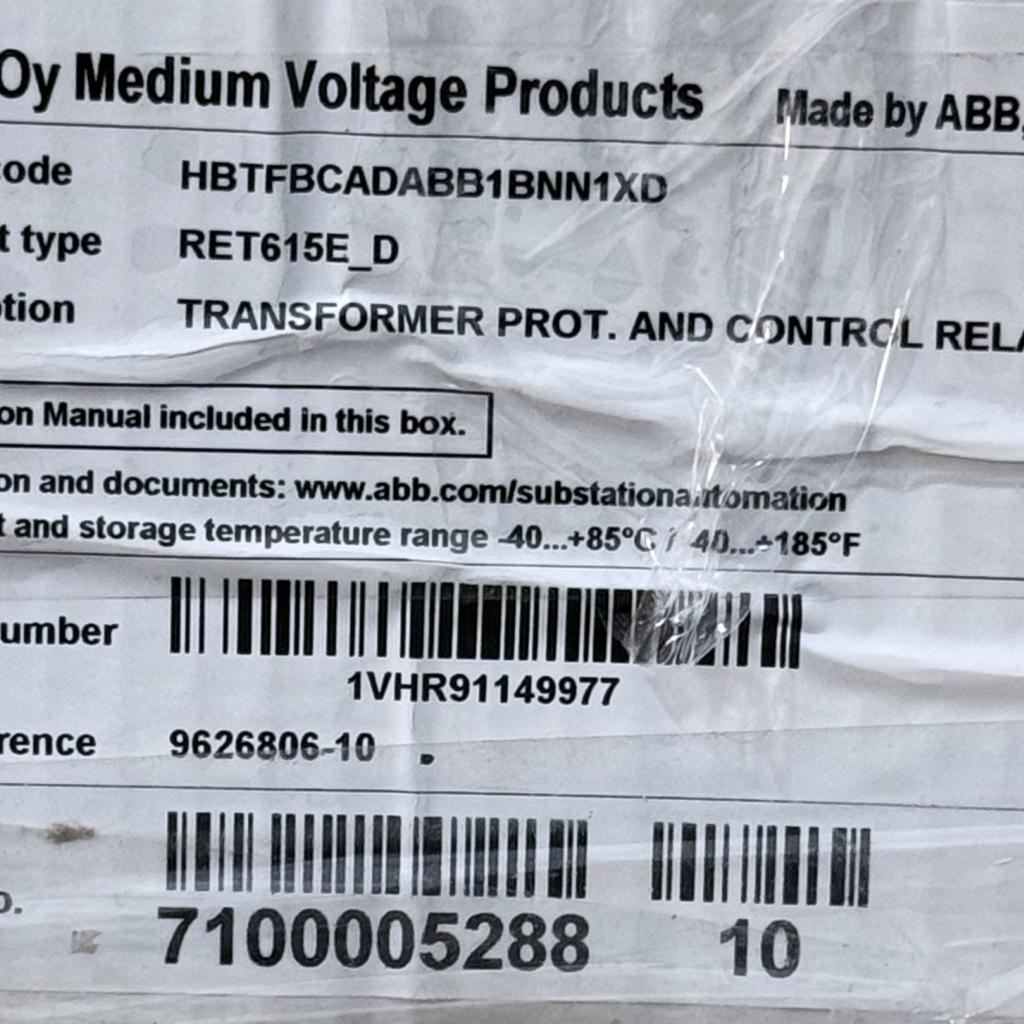 Oy Medium Voltage Products Made by ABB,
ode HBTFBCADABB1BNN1XD
t type RET615E_D
tion TRANSFORMER PROT. AND CONTROL RELA
on Manual included in this box.
on and documents: www.abb.com/substationautomation
t and storage temperature range -40...+85°C / -40...+185°F
umber
1VHR91149977
rence 9626806-10 .
o. 7100005288 10